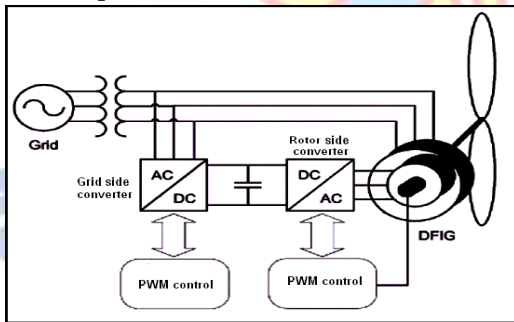 Grid
Grid side
converter
AC
DC
Rotor side
converter
DC
AC
DFIG
PWM control
PWM control